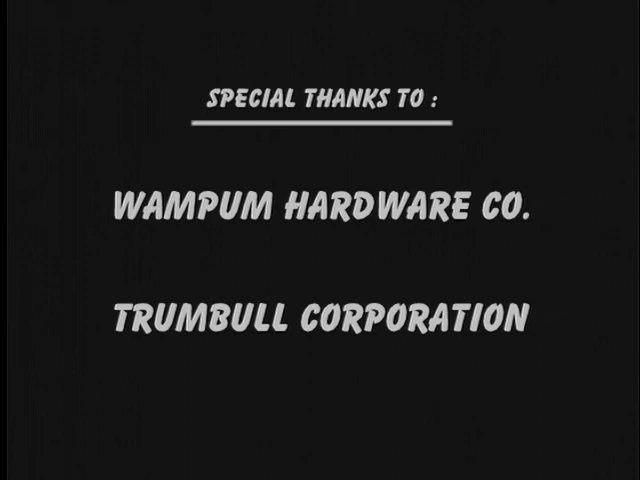 SPECIAL THANKS TO :
WAMPUM HARDWARE CO.
TRUMBULL CORPORATION